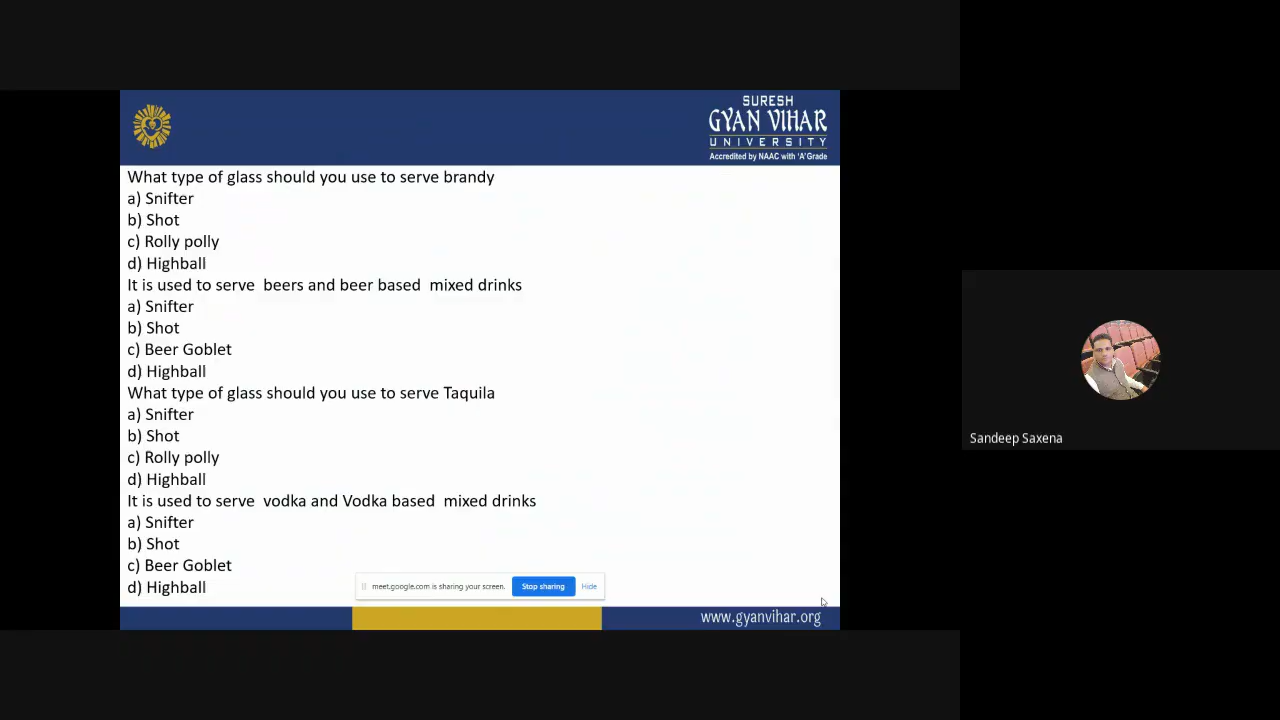 SURESH
GYAN VIHAR
UNIVERSITY
Accredited by NAAC with 'A' Grade
What type of glass should you use to serve brandy
a) Snifter
b) Shot
c) Rolly polly
d) Highball
It is used to serve  beers and beer based  mixed drinks
a) Snifter
b) Shot
c) Beer Goblet
d) Highball
What type of glass should you use to serve Taquila
a) Snifter
b) Shot
c) Rolly polly
d) Highball
It is used to serve  vodka and Vodka based  mixed drinks
a) Snifter
b) Shot
c) Beer Goblet
d) Highball
meet.google.com is sharing your screen. Stop sharing Hide
www.gyanvihar.org
Sandeep Saxena